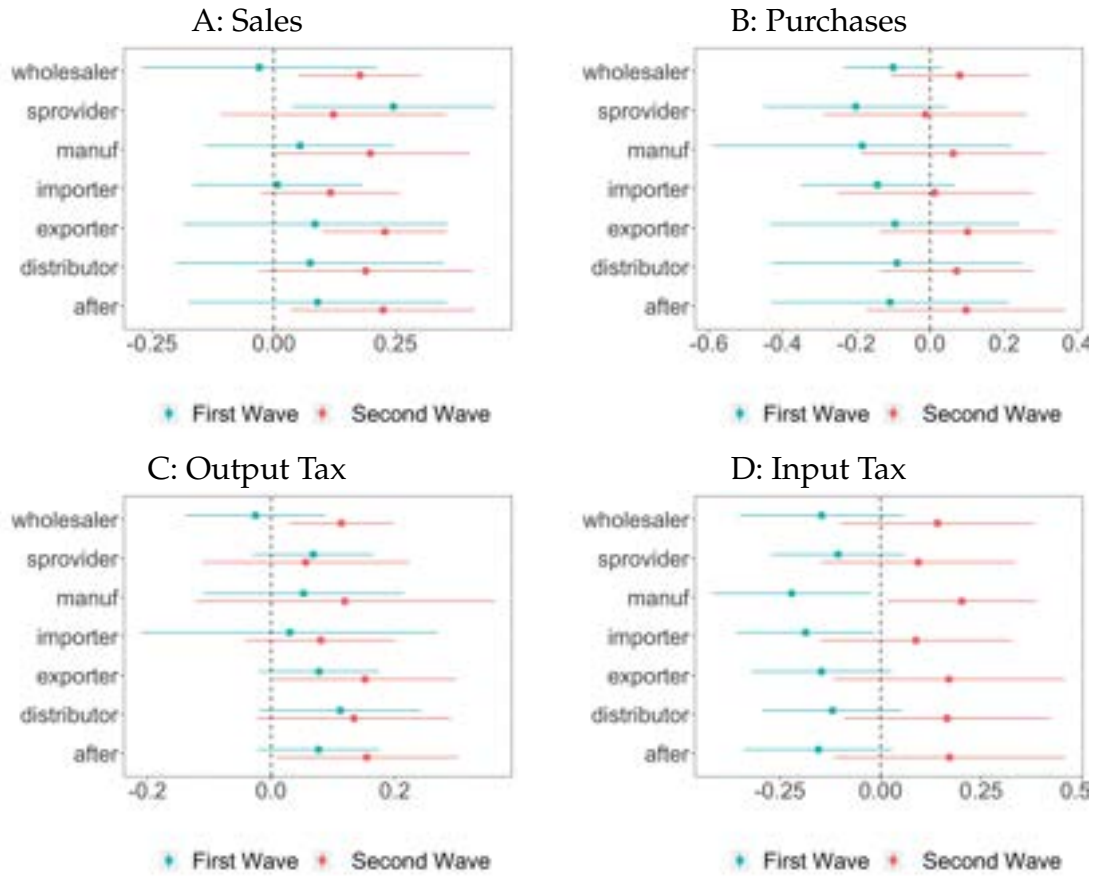 A: Sales
wholesaler
sprovider
manuf
importer
exporter
distributor
after
-0.25 0.00 0.25
First Wave Second Wave
B: Purchases
wholesaler
sprovider
manuf
importer
exporter
distributor
after
-0.6 -0.4 -0.2 0.0 0.2 0.4
First Wave Second Wave
C: Output Tax
wholesaler
sprovider
manuf
importer
exporter
distributor
after
-0.2 0.0 0.2
First Wave Second Wave
D: Input Tax
wholesaler
sprovider
manuf
importer
exporter
distributor
after
-0.25 0.00 0.25 0.5
First Wave Second Wave